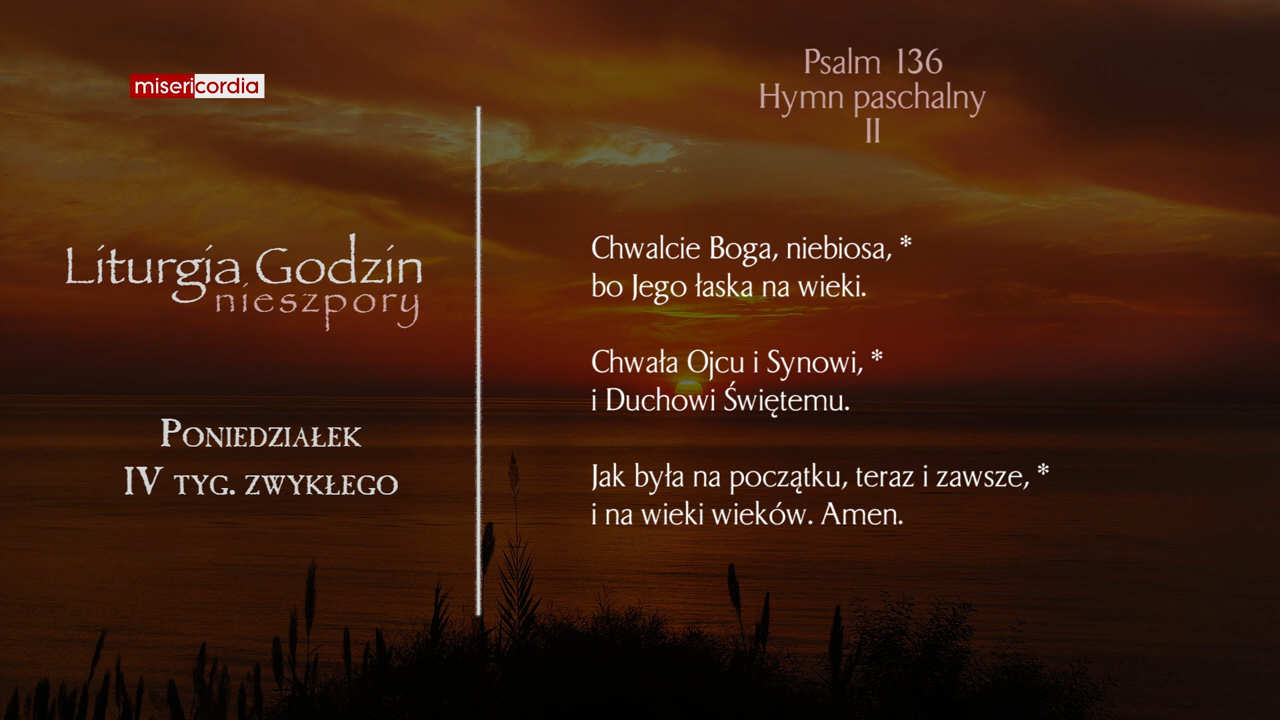 misericordia
Liturgia Godzin
nieszpory
Poniedziałek
IV tyg. zwykłego
Psalm 136
Hymn paschalny
II
Chwalcie Boga, niebiosa, *
bo Jego łaska na wieki.
Chwała Ojcu i Synowi, *
i Duchowi Świętemu.
Jak była na początku, teraz i zawsze, *
i na wieki wieków. Amen.